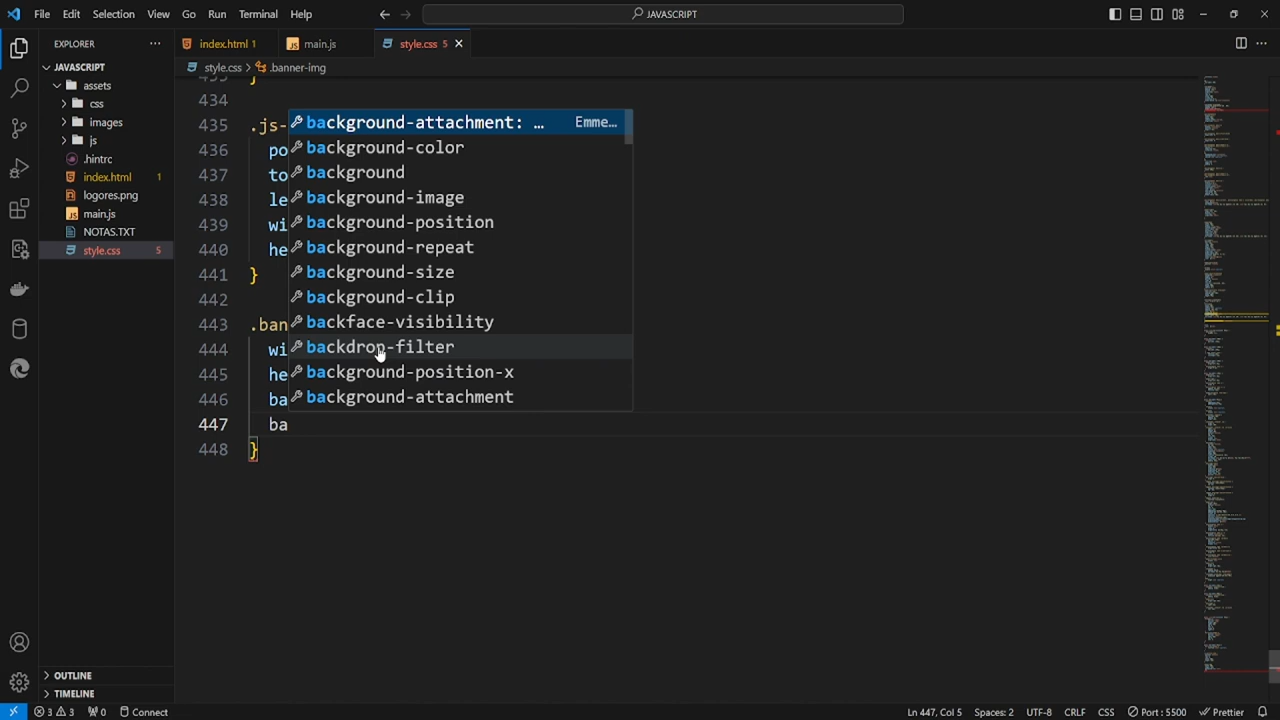 File Edit Selection View Go Run Terminal Help
JAVASCRIPT
EXPLORER
JAVASCRIPT
assets
css
images
js
.hintrc
index.html 1
logores.png
main.js
NOTAS.TXT
style.css 5
OUTLINE
TIMELINE
index.html 1
main.js
style.css 5
style.css > .banner-img
433 }
434
435 .js-
436 po
437 to
438 le
439 wi
440 he
441 }
442
443 .ban
444 wi
445 he
446 ba
447 ba
448 }
background-attachment: … Emme…
background-color
background
background-image
background-position
background-repeat
background-size
background-clip
backface-visibility
backdrop-filter
background-position-x
background-attachment
3 3 0 Connect
Ln 447, Col 5 Spaces: 2 UTF-8 CRLF CSS Port : 5500 Prettier